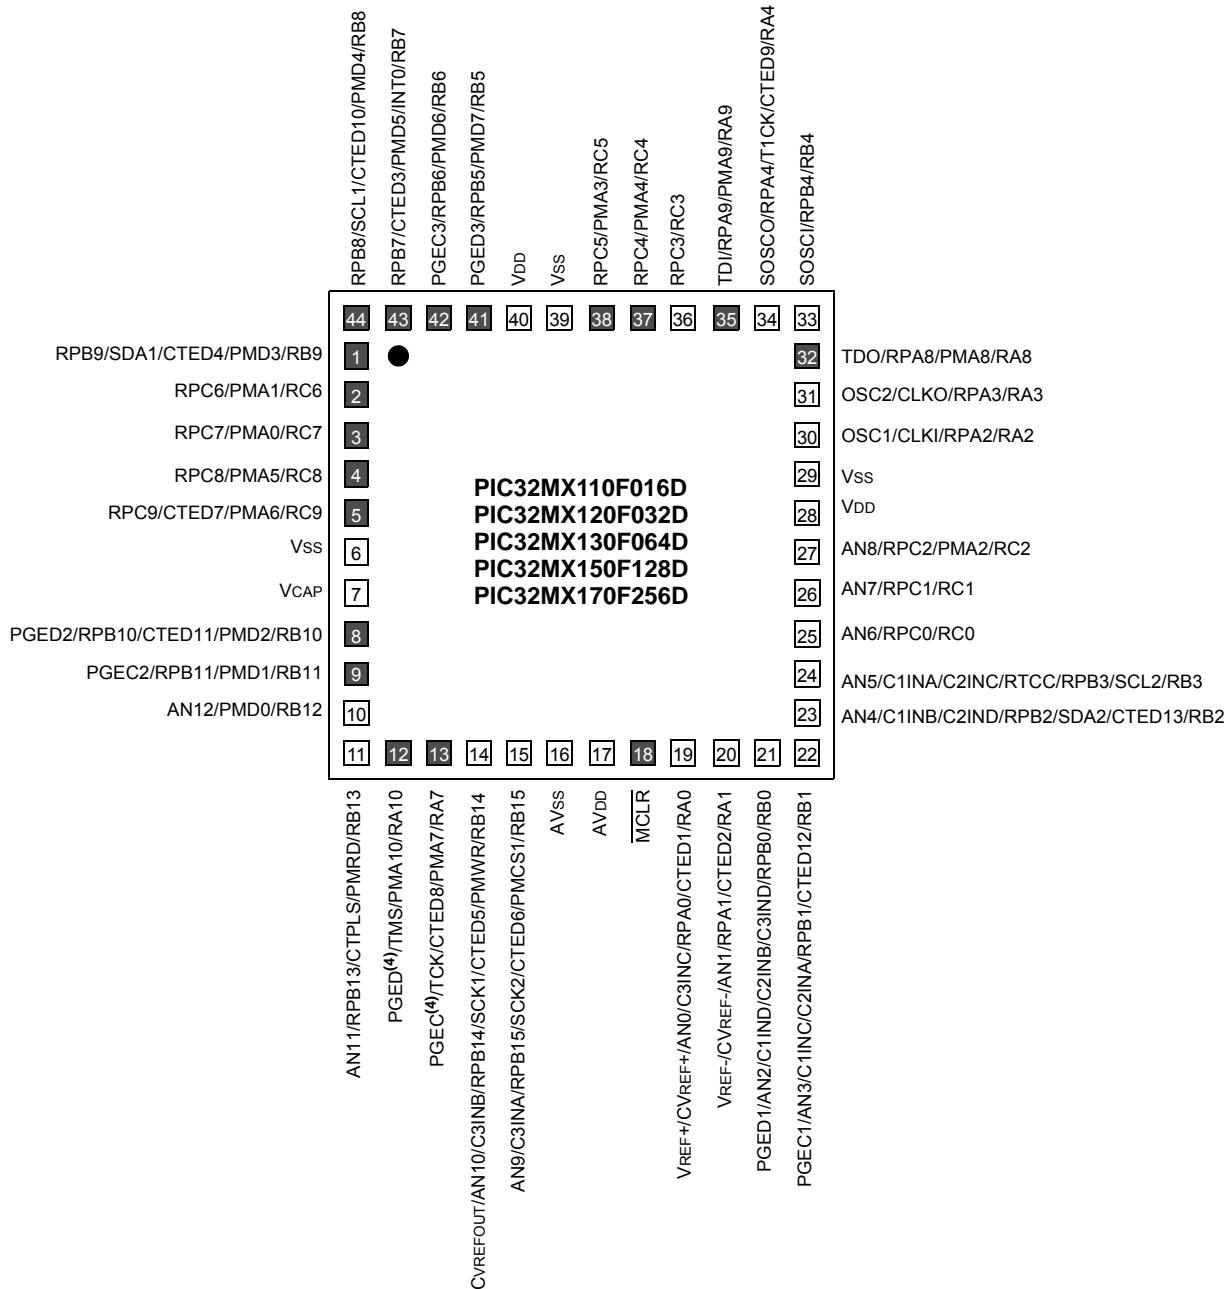 RPB8/SCL1/CTED10/PMD4/RB8
RPB7/CTED3/PMD5/INT0/RB7
PGEC3/RPB6/PMD6/RB6
PGED3/RPB5/PMD7/RB5
VDD
VSS
RPC5/PMA3/RC5
RPC4/PMA4/RC4
RPC3/RC3
TDI/RPA9/PMA9/RA9
SOSCO/RPA4/T1CK/CTED9/RA4
SOSCI/RPB4/RB4
44 43 42 41 40 39 38 37 36 35 34 33
RPB9/SDA1/CTED4/PMD3/RB9 1
32 TDO/RPA8/PMA8/RA8
RPC6/PMA1/RC6 2
31 OSC2/CLKO/RPA3/RA3
RPC7/PMA0/RC7 3
30 OSC1/CLKI/RPA2/RA2
RPC8/PMA5/RC8 4
29 VSS
RPC9/CTED7/PMA6/RC9 5
28 VDD
VSS 6
27 AN8/RPC2/PMA2/RC2
VCAP 7
26 AN7/RPC1/RC1
PGED2/RPB10/CTED11/PMD2/RB10 8
25 AN6/RPC0/RC0
PGEC2/RPB11/PMD1/RB11 9
24 AN5/C1INA/C2INC/RTCC/RPB3/SCL2/RB3
AN12/PMD0/RB12 10
23 AN4/C1INB/C2IND/RPB2/SDA2/CTED13/RB2
PIC32MX110F016D
PIC32MX120F032D
PIC32MX130F064D
PIC32MX150F128D
PIC32MX170F256D
11 12 13 14 15 16 17 18 19 20 21 22
AN11/RPB13/CTPLS/PMRD/RB13
PGED(4)/TMS/PMA10/RA10
PGEC(4)/TCK/CTED8/PMA7/RA7
CVREFOUT/AN10/C3INB/RPB14/SCK1/CTED5/PMWR/RB14
AN9/C3INA/RPB15/SCK2/CTED6/PMCS1/RB15
AVSS
AVDD
MCLR
VREF+/CVREF+/AN0/C3INC/RPA0/CTED1/RA0
VREF-/CVREF-/AN1/RPA1/CTED2/RA1
PGED1/AN2/C1IND/C2INB/C3IND/RPB0/RB0
PGEC1/AN3/C1INC/C2INA/RPB1/CTED12/RB1